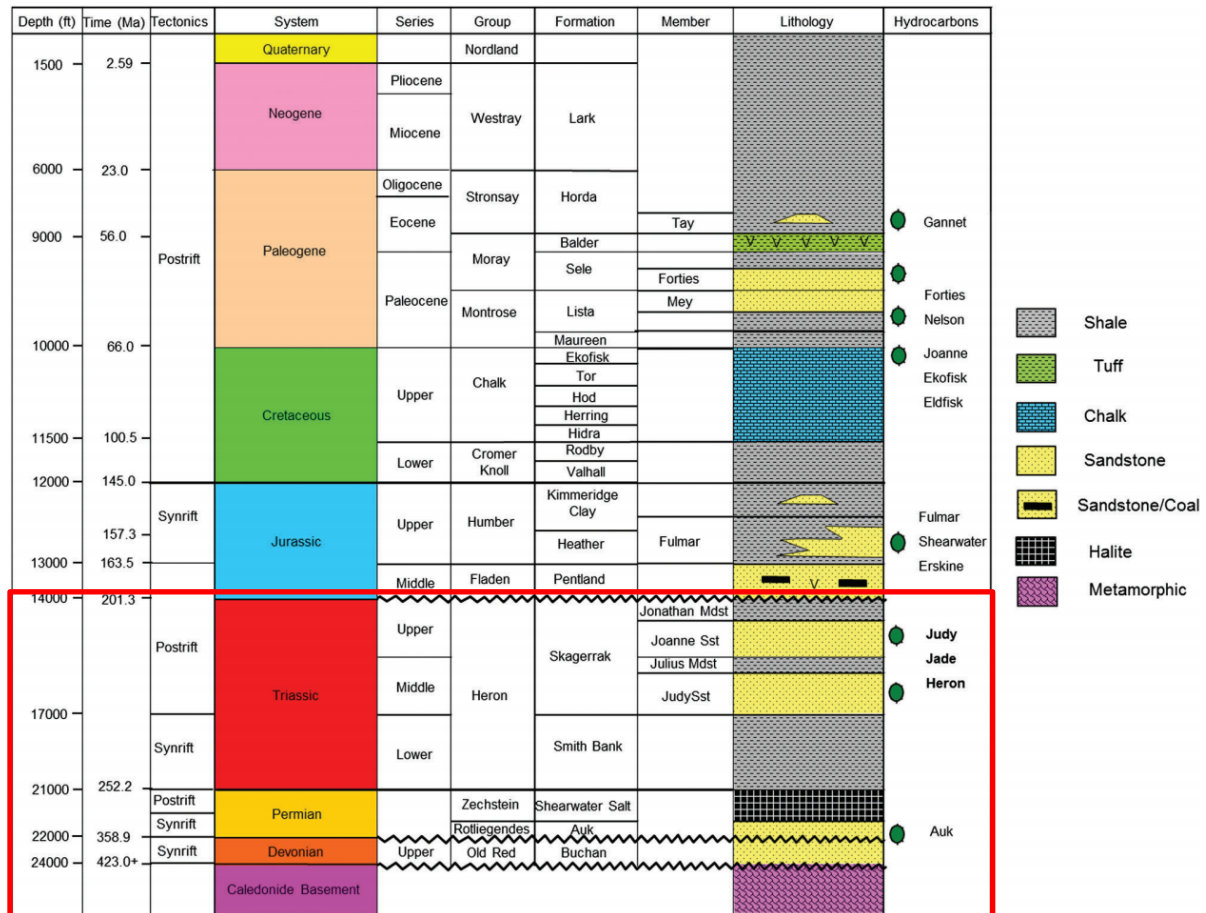 Depth (ft) Time (Ma) Tectonics System Series Group Formation Member Lithology Hydrocarbons
Quaternary Nordland
1500 2.59
Pliocene
Neogene Westray Lark
Miocene
6000 23.0
Oligocene
Stronsay Horda
Eocene
Tay Gannet
9000 56.0
Balder V V V V V
Postrift Paleogene
Moray
Sele
Forties
Forties
Paleocene Mey
Montrose Lista
Nelson
Maureen
10000 66.0
Ekofisk Joanne
Tor Ekofisk
Chalk
Upper Hod Eldfisk
Cretaceous
Herring
Hidra
11500 100.5
Rodby
Lower Cromer
Knoll
Valhall
12000 145.0
Kimmeridge
Clay
Synrift
Fulmar
Upper Humber
157.3 Jurassic Heather Fulmar Shearwater
Erskine
13000 163.5
Middle Fladen Pentland V
14000 201.3
Jonathan Mdst
Upper Joanne Sst Judy
Postrift Skagerrak
Julius Mdst Jade
Triassic Middle Heron JudySst Heron
17000
Synrift Lower Smith Bank
252.2
21000
Postrift Zechstein Shearwater Salt
Permian
Synrift Rotliegendes Auk Auk
22000 358.9
Synrift Devonian Upper Old Red Buchan
24000 423.0+
Caledonide Basement
Shale
Tuff
Chalk
Sandstone
Sandstone/Coal
Halite
Metamorphic